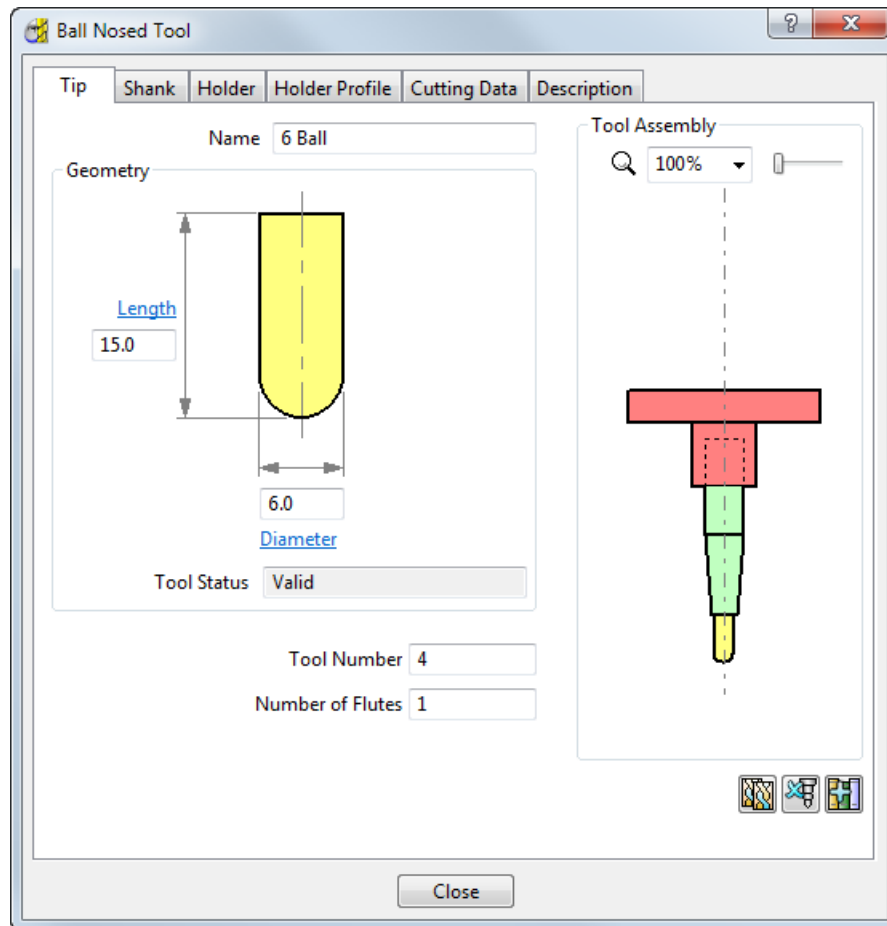 Ball Nosed Tool
?
X
Tip
Shank
Holder
Holder Profile
Cutting Data
Description
Name
6 Ball
Geometry
Length
15.0
6.0
Diameter
Tool Status
Valid
Tool Number
4
Number of Flutes
1
Tool Assembly
100%
Close